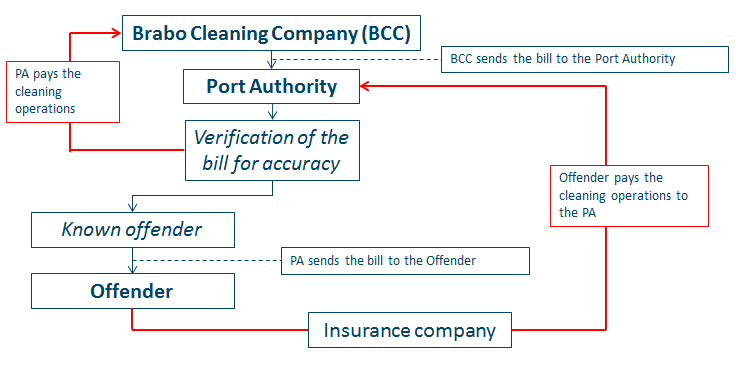 Brabo Cleaning Company (BCC)
BCC sends the bill to the Port Authority
PA pays the
cleaning
operations
Port Authority
Verification of the
bill for accuracy
Offender pays the
cleaning operations to
the PA
Known offender
PA sends the bill to the Offender
Offender
Insurance company